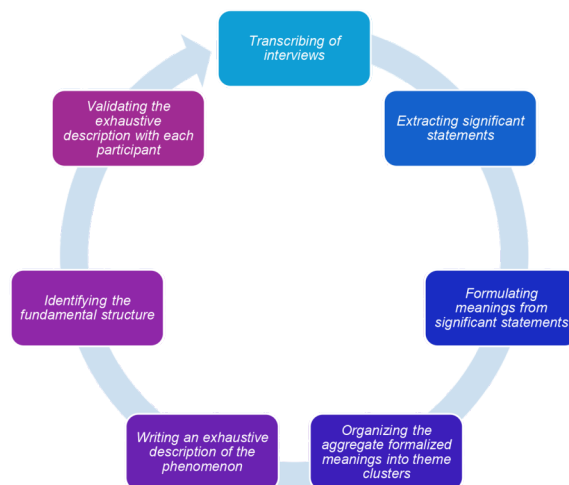 Transcribing of
interviews
Extracting significant
statements
Formulating
meanings from
significant statements
Organizing the
aggregate formalized
meanings into theme
clusters
Writing an exhaustive
description of the
phenomenon
Identifying the
fundamental structure
Validating the
exhaustive
description with each
participant